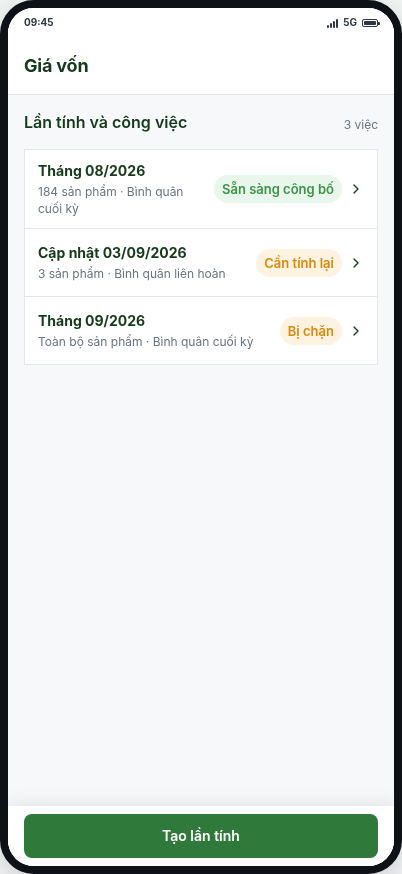 09:45
5G
Giá vốn
Lần tính và công việc
3 việc
Tháng 08/2026
184 sản phẩm · Bình quân
cuối kỳ
Sẵn sàng công bố
Cập nhật 03/09/2026
3 sản phẩm · Bình quân liên hoàn
Cần tính lại
Tháng 09/2026
Toàn bộ sản phẩm · Bình quân cuối kỳ
Bị chặn
Tạo lần tính